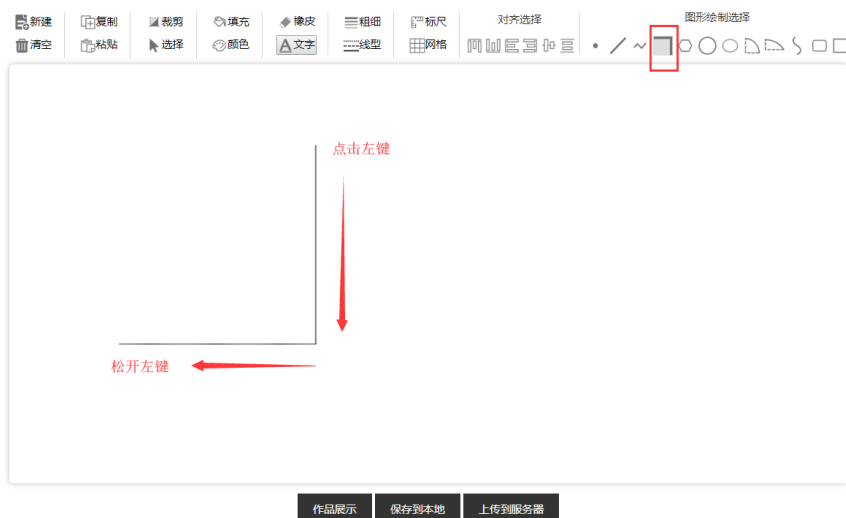 新建 复制 裁剪 填充 橡皮 粗细 标尺 对齐选择 图形绘制选择
清空 粘贴 选择 颜色 A文字 线型 网格
点击左键
松开左键
作品展示 保存到本地 上传到服务器